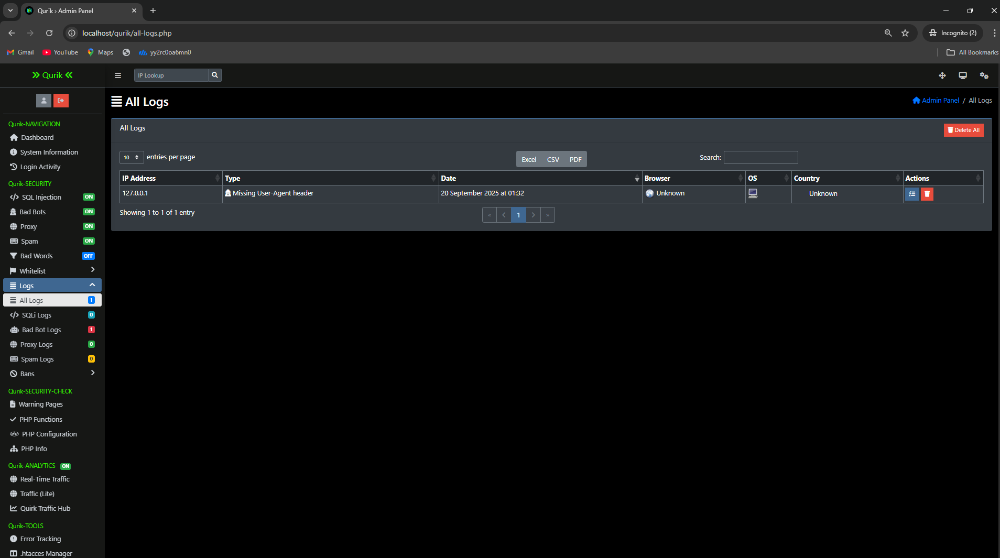 Qurik › Admin Panel
localhost/qurik/all-logs.php
Incognito (2)
Gmail
YouTube
Maps
yy2rc0oa6mn0
All Bookmarks
Qurik
IP Lookup
All Logs
Admin Panel / All Logs
Qurik-NAVIGATION
Dashboard
System Information
Login Activity
Qurik-SECURITY
SQL Injection ON
Bad Bots ON
Proxy ON
Spam ON
Bad Words OFF
Whitelist
Logs
All Logs 1
SQLi Logs 0
Bad Bot Logs 1
Proxy Logs 0
Spam Logs 0
Bans
Qurik-SECURITY-CHECK
Warning Pages
PHP Functions
php PHP Configuration
PHP Info
Qurik-ANALYTICS ON
Real-Time Traffic
Traffic (Lite)
Quirk Traffic Hub
Qurik-TOOLS
Error Tracking
.htacces Manager
All Logs
Delete All
10 entries per page
Excel CSV PDF
Search:
IP Address Type Date Browser OS Country Actions
127.0.0.1 Missing User-Agent header 20 September 2025 at 01:32 Unknown Unknown
Showing 1 to 1 of 1 entry
« ‹ 1 › »